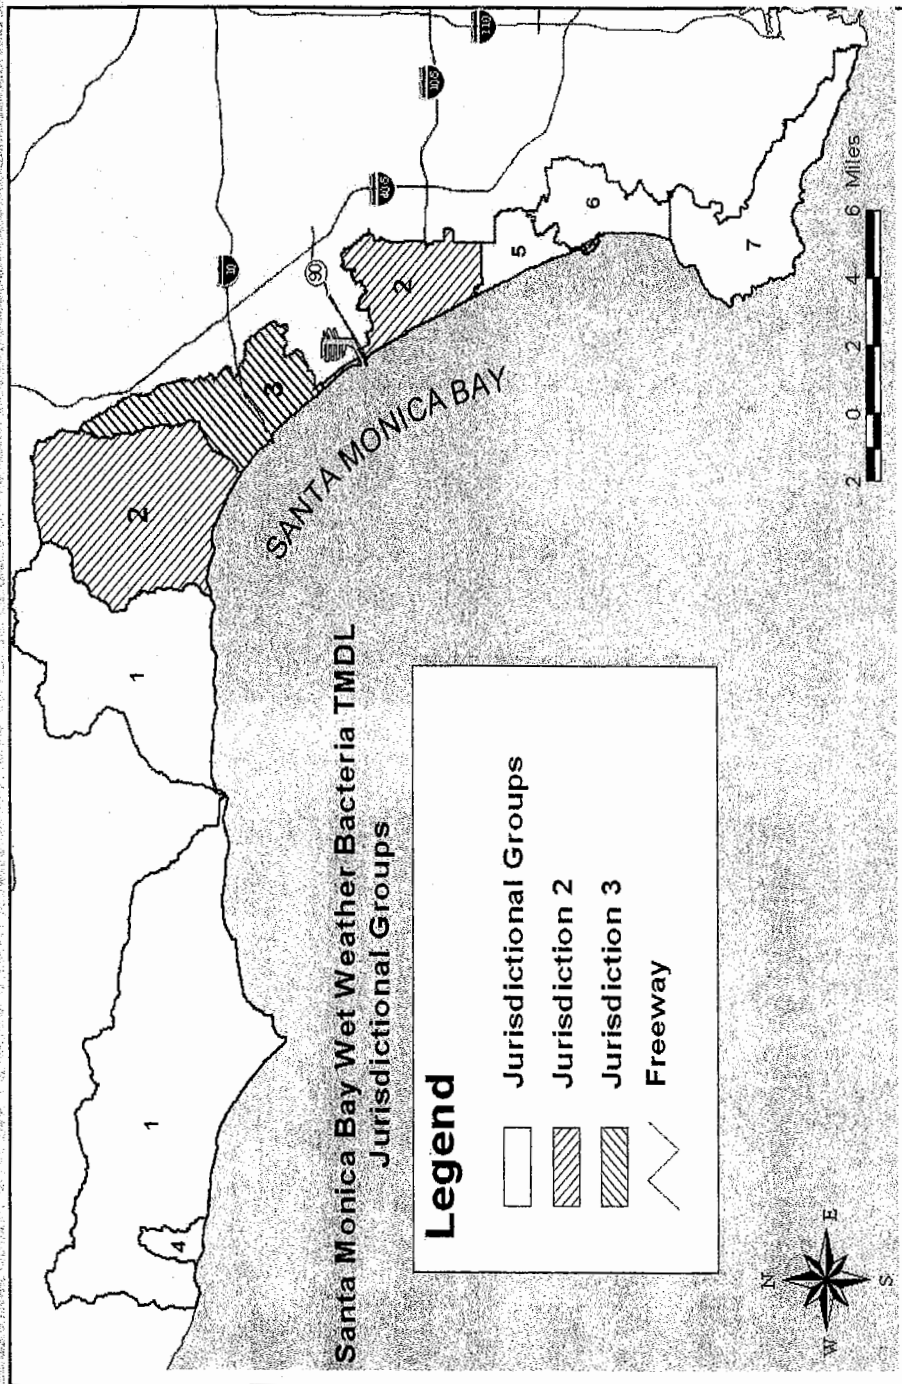 Santa Monica Bay Wet Weather Bacteria TMDL
Jurisdictional Groups
Legend
Jurisdictional Groups
Jurisdiction 2
Jurisdiction 3
Freeway
SANTA MONICA BAY
1
4
1
2
3
2
5
6
7
10
90
405
105
110
2 0 2 4 6 Miles
N
W E
S